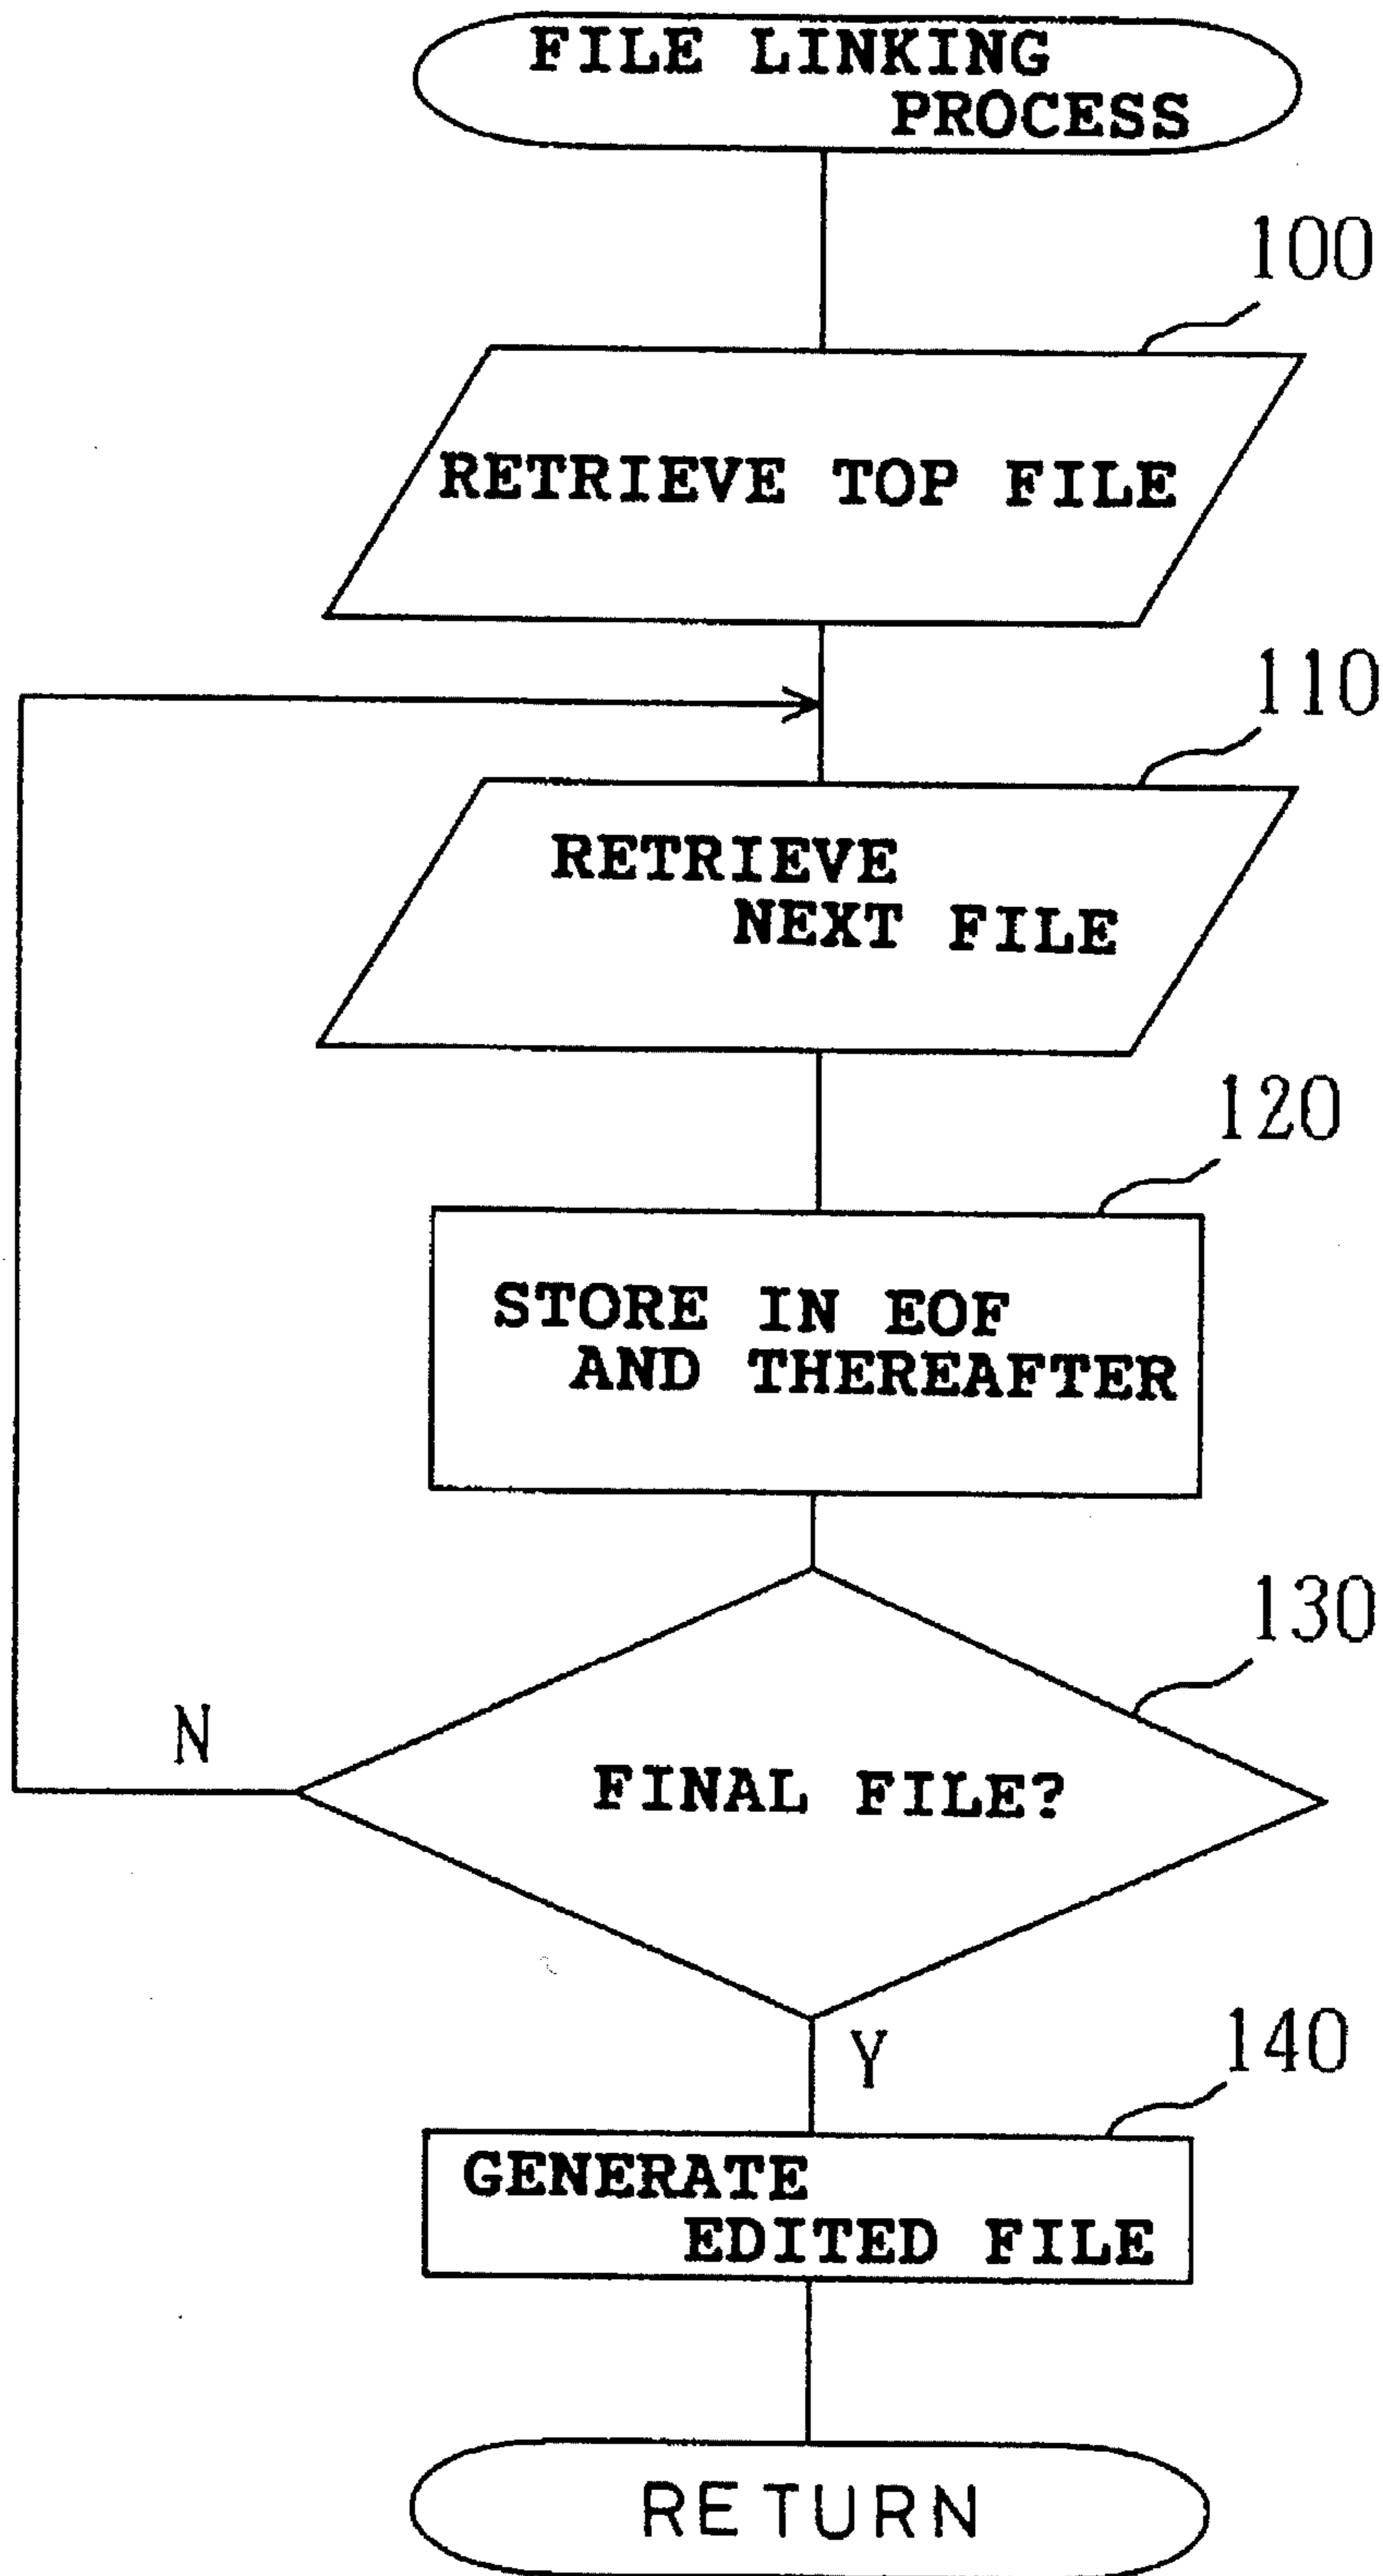 FILE LINKING
PROCESS
100
RETRIEVE TOP FILE
110
RETRIEVE
NEXT FILE
120
STORE IN EOF
AND THEREAFTER
130
N
FINAL FILE?
Y
140
GENERATE
EDITED FILE
RETURN